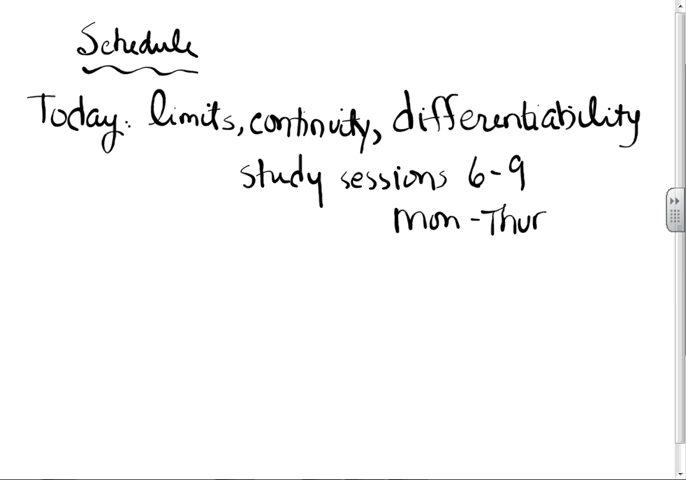 Schedule
Today: limits, continuity, differentiability
study sessions 6-9
Mon-Thur